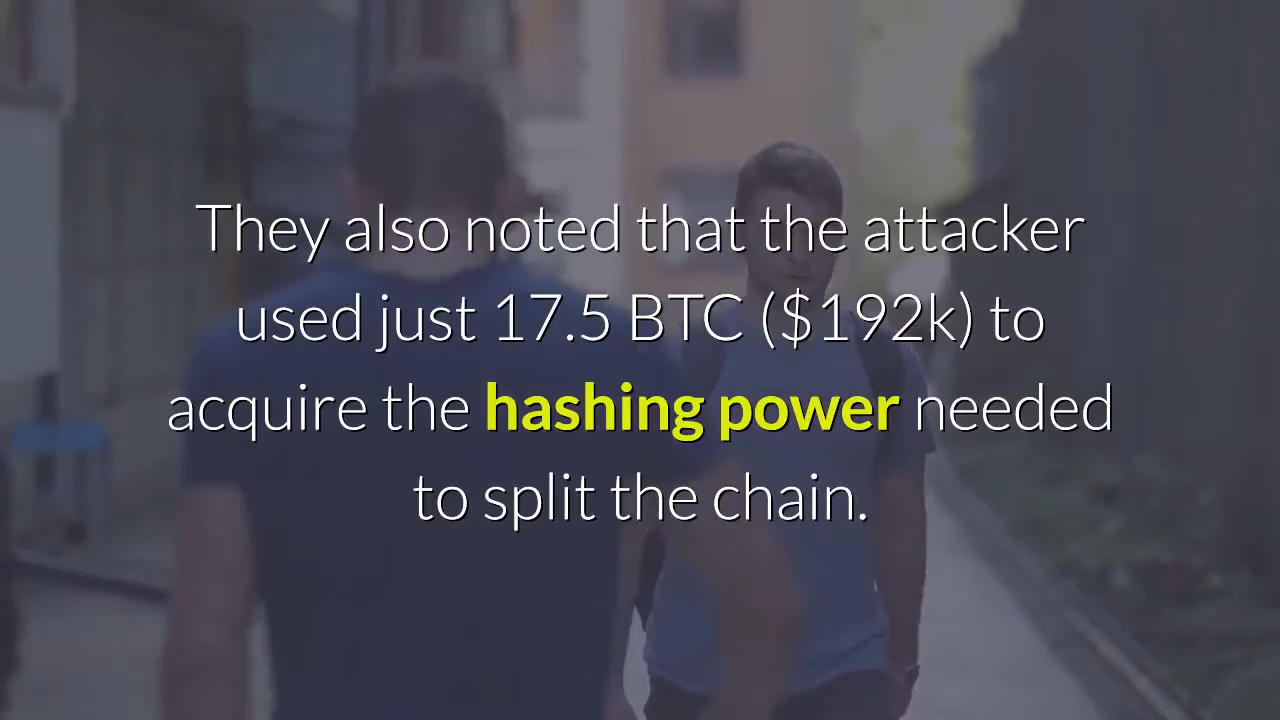 They also noted that the attacker
used just 17.5 BTC ($192k) to
acquire the hashing power needed
to split the chain.